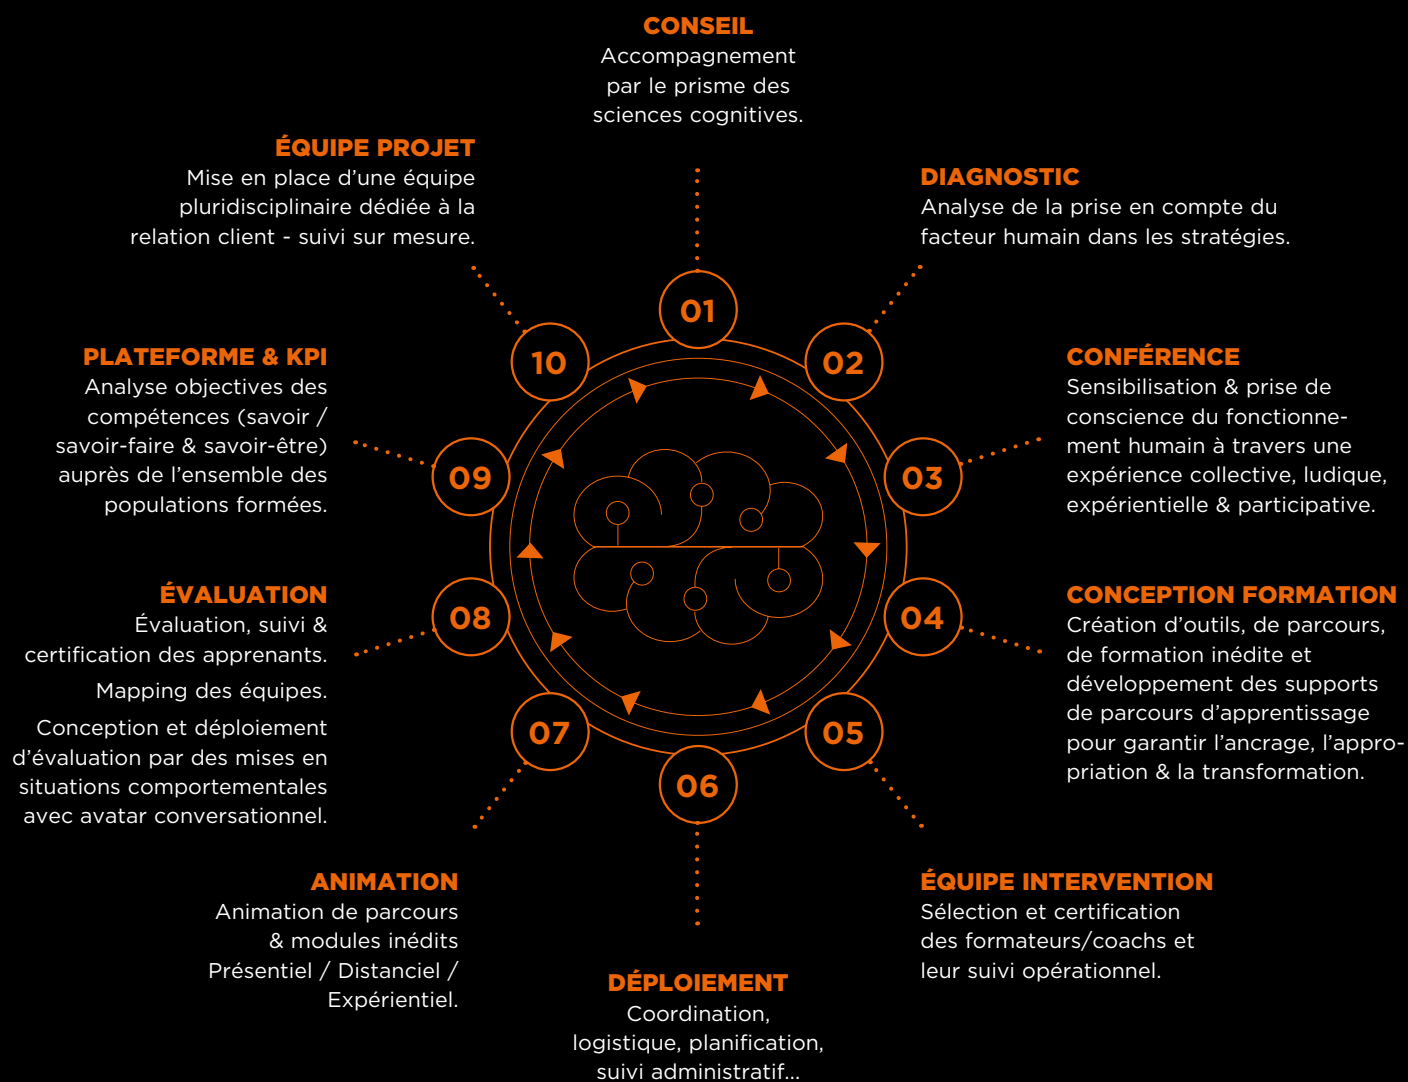 CONSEIL
Accompagnement
par le prisme des
sciences cognitives.
01
DIAGNOSTIC
Analyse de la prise en compte du
facteur humain dans les stratégies.
02
CONFÉRENCE
Sensibilisation & prise de
conscience du fonctionne-
ment humain à travers une
expérience collective, ludique,
expérientielle & participative.
03
CONCEPTION FORMATION
Création d'outils, de parcours,
de formation inédite et
développement des supports
de parcours d'apprentissage
pour garantir l'ancrage, l'appro-
priation & la transformation.
04
ÉQUIPE INTERVENTION
Sélection et certification
des formateurs/coachs et
leur suivi opérationnel.
05
DÉPLOIEMENT
Coordination,
logistique, planification,
suivi administratif...
06
ANIMATION
Animation de parcours
& modules inédits
Présentiel / Distanciel /
Expérientiel.
07
ÉVALUATION
Évaluation, suivi &
certification des apprenants.
Mapping des équipes.
Conception et déploiement
d'évaluation par des mises en
situations comportementales
avec avatar conversationnel.
08
PLATEFORME & KPI
Analyse objectives des
compétences (savoir /
savoir-faire & savoir-être)
auprès de l'ensemble des
populations formées.
09
ÉQUIPE PROJET
Mise en place d'une équipe
pluridisciplinaire dédiée à la
relation client - suivi sur mesure.
10